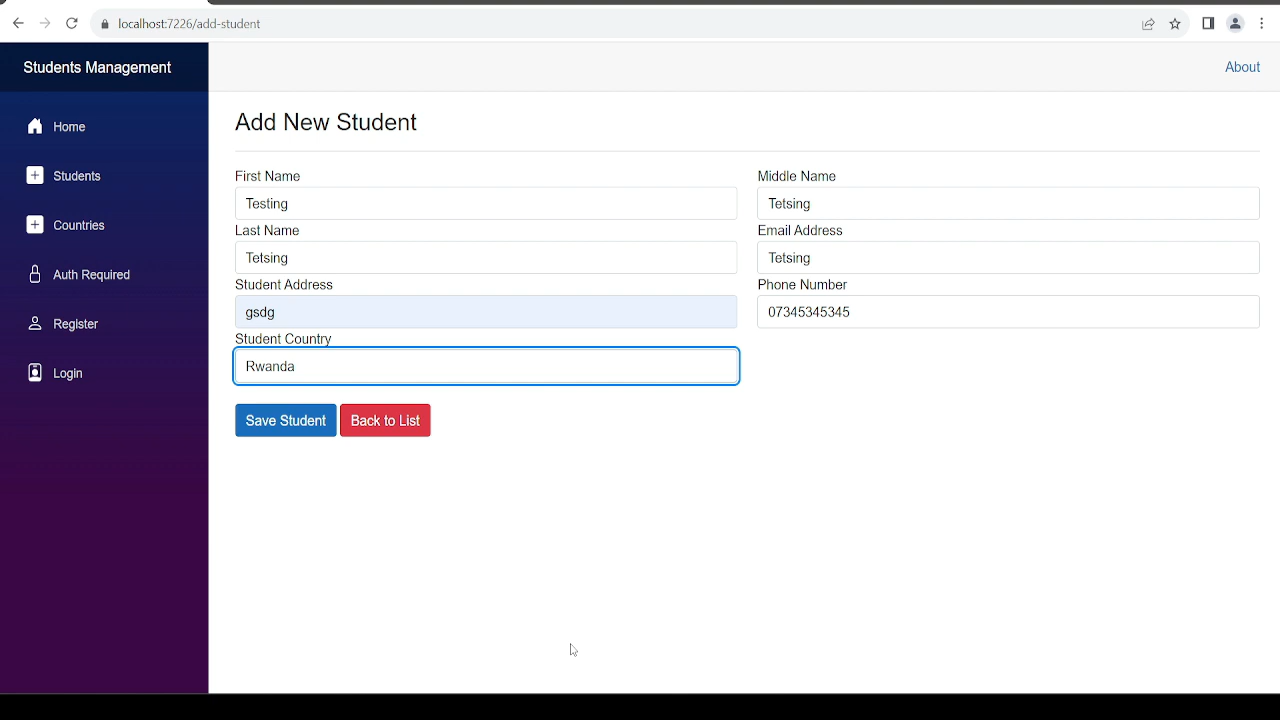 localhost:7226/add-student
Students Management
About
Home
Students
Countries
Auth Required
Register
Login
Add New Student
First Name
Testing
Middle Name
Tetsing
Last Name
Tetsing
Email Address
Tetsing
Student Address
gsdg
Phone Number
07345345345
Student Country
Rwanda
Save Student
Back to List